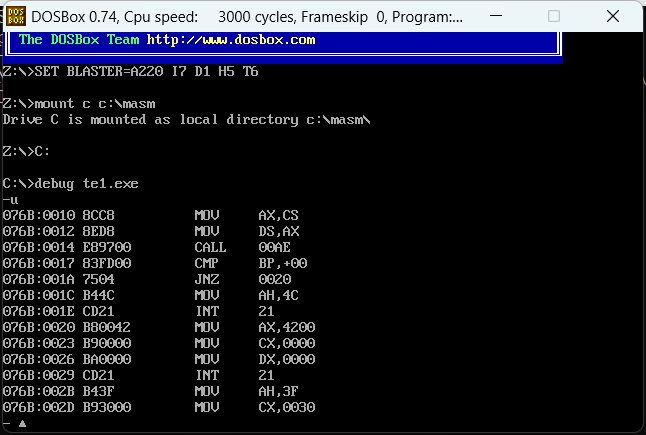 DOS
BOX
DOSBox 0.74, Cpu speed: 3000 cycles, Frameskip 0, Program:...
The DOSBox Team http://www.dosbox.com
Z:\>SET BLASTER=A220 I7 D1 H5 T6
Z:\>mount c c:\masm
Drive C is mounted as local directory c:\masm\
Z:\>C:
C:\>debug te1.exe
-u
076B:0010 8CC8 MOV AX,CS
076B:0012 8ED8 MOV DS,AX
076B:0014 E89700 CALL 00AE
076B:0017 83FD00 CMP BP,+00
076B:001A 7504 JNZ 0020
076B:001C B44C MOV AH,4C
076B:001E CD21 INT 21
076B:0020 B80042 MOV AX,4200
076B:0023 B90000 MOV CX,0000
076B:0026 BA0000 MOV DX,0000
076B:0029 CD21 INT 21
076B:002B B43F MOV AH,3F
076B:002D B93000 MOV CX,0030
- ▲